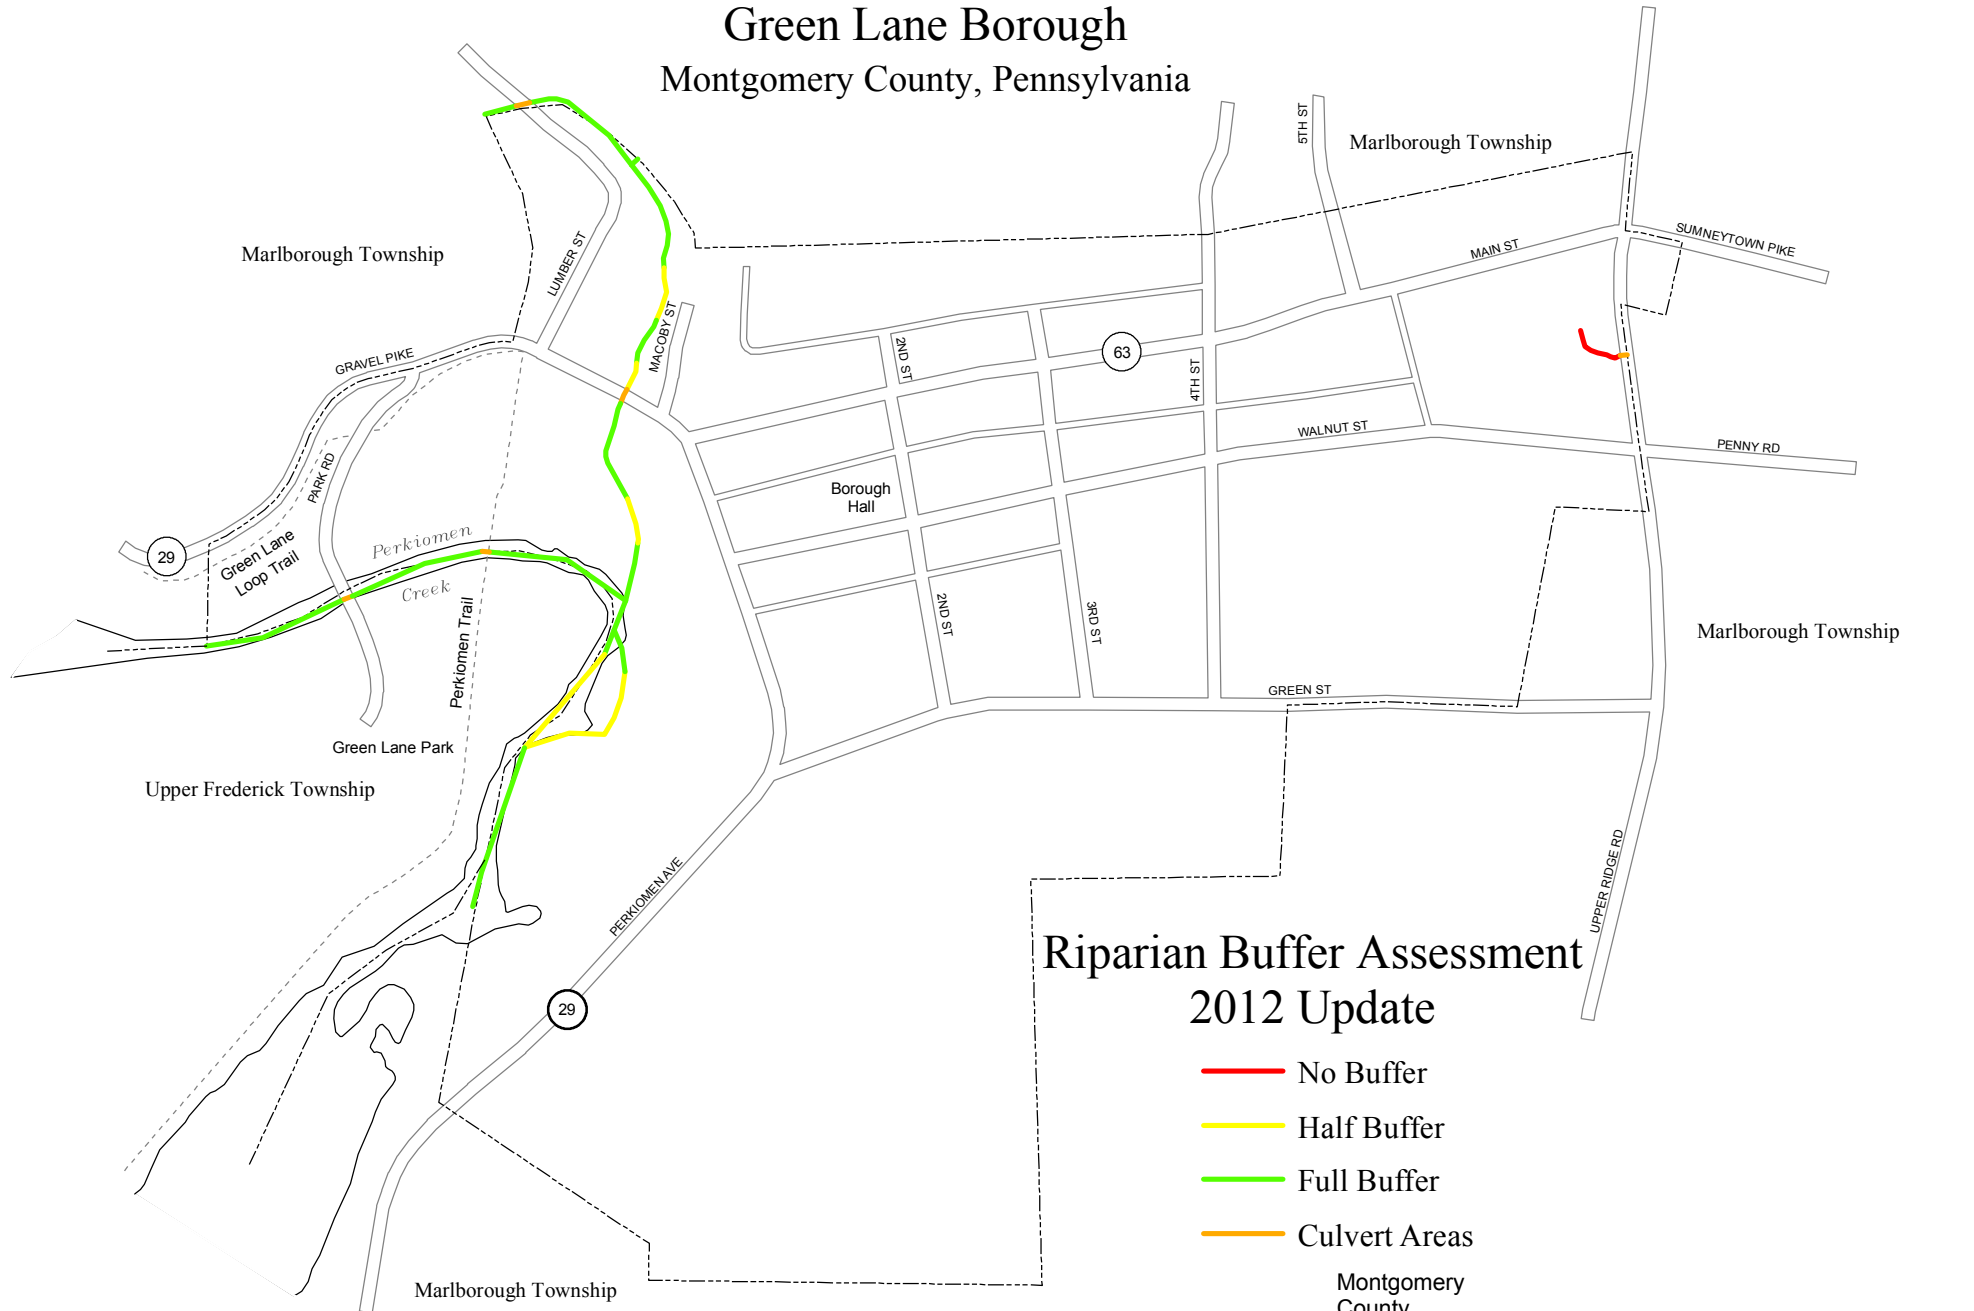 Green Lane Borough
Montgomery County, Pennsylvania
5TH ST
Marlborough Township
SUMNEYTOWN PIKE
MAIN ST
Marlborough Township
LUMBER ST
MACOBY ST
GRAVEL PIKE
2ND ST
63
4TH ST
WALNUT ST
PENNY RD
PARK RD
Borough
Hall
29
Green Lane
Loop Trail
Perkiomen
Creek
Perkiomen Trail
2ND ST
3RD ST
Marlborough Township
GREEN ST
Green Lane Park
Upper Frederick Township
PERKIOMEN AVE
UPPER RIDGE RD
29
Riparian Buffer Assessment
2012 Update
No Buffer
Half Buffer
Full Buffer
Culvert Areas
Marlborough Township
Montgomery
County